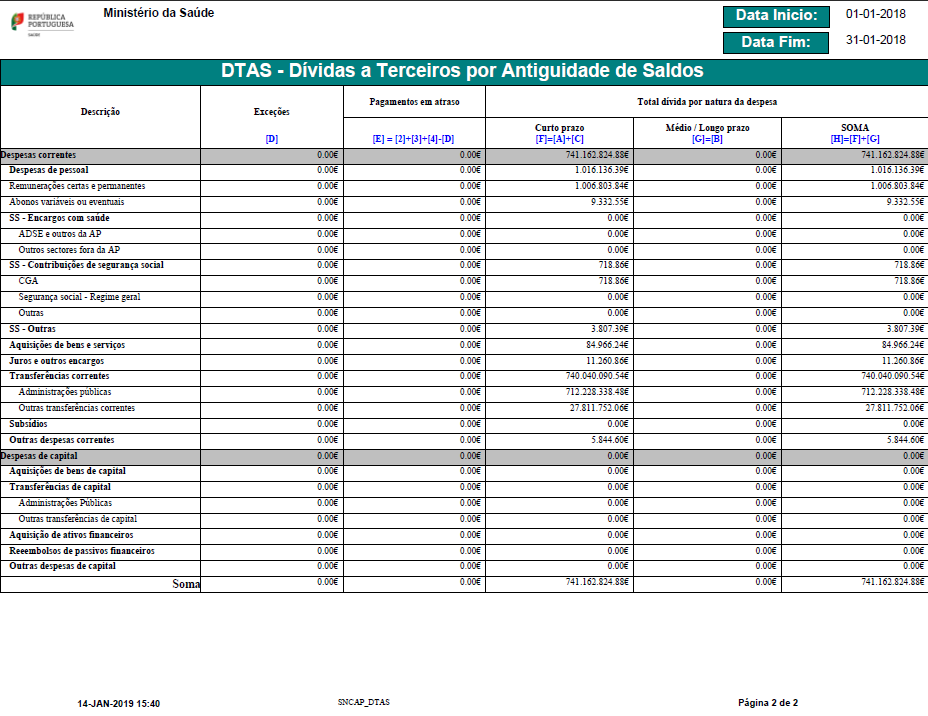 REPÚBLICA
PORTUGUESA
SAÚDE
Ministério da Saúde
Data Inicio: 01-01-2018
Data Fim: 31-01-2018
DTAS - Dívidas a Terceiros por Antiguidade de Saldos
Descrição Exceções Pagamentos em atraso Total dívida por natura da despesa
Curto prazo Médio / Longo prazo SOMA
[D] [E] = [2]+[3]+[4]-[D] [F]=[A]+[C] [G]=[B] [H]=[F]+[G]
Despesas correntes 0.00€ 0.00€ 741.162.824.88€ 0.00€ 741.162.824.88€
Despesas de pessoal 0.00€ 0.00€ 1.016.136.39€ 0.00€ 1.016.136.39€
Remunerações certas e permanentes 0.00€ 0.00€ 1.006.803.84€ 0.00€ 1.006.803.84€
Abonos variáveis ou eventuais 0.00€ 0.00€ 9.332.55€ 0.00€ 9.332.55€
SS - Encargos com saúde 0.00€ 0.00€ 0.00€ 0.00€ 0.00€
ADSE e outros da AP 0.00€ 0.00€ 0.00€ 0.00€ 0.00€
Outros sectores fora da AP 0.00€ 0.00€ 0.00€ 0.00€ 0.00€
SS - Contribuições de segurança social 0.00€ 0.00€ 718.86€ 0.00€ 718.86€
CGA 0.00€ 0.00€ 718.86€ 0.00€ 718.86€
Segurança social - Regime geral 0.00€ 0.00€ 0.00€ 0.00€ 0.00€
Outras 0.00€ 0.00€ 0.00€ 0.00€ 0.00€
SS - Outras 0.00€ 0.00€ 3.807.39€ 0.00€ 3.807.39€
Aquisições de bens e serviços 0.00€ 0.00€ 84.966.24€ 0.00€ 84.966.24€
Juros e outros encargos 0.00€ 0.00€ 11.260.86€ 0.00€ 11.260.86€
Transferências correntes 0.00€ 0.00€ 740.040.090.54€ 0.00€ 740.040.090.54€
Administrações públicas 0.00€ 0.00€ 712.228.338.48€ 0.00€ 712.228.338.48€
Outras transferências correntes 0.00€ 0.00€ 27.811.752.06€ 0.00€ 27.811.752.06€
Subsídios 0.00€ 0.00€ 0.00€ 0.00€ 0.00€
Outras despesas correntes 0.00€ 0.00€ 5.844.60€ 0.00€ 5.844.60€
Despesas de capital 0.00€ 0.00€ 0.00€ 0.00€ 0.00€
Aquisições de bens de capital 0.00€ 0.00€ 0.00€ 0.00€ 0.00€
Transferências de capital 0.00€ 0.00€ 0.00€ 0.00€ 0.00€
Administrações Públicas 0.00€ 0.00€ 0.00€ 0.00€ 0.00€
Outras transferências de capital 0.00€ 0.00€ 0.00€ 0.00€ 0.00€
Aquisição de ativos financeiros 0.00€ 0.00€ 0.00€ 0.00€ 0.00€
Reeembolsos de passivos financeiros 0.00€ 0.00€ 0.00€ 0.00€ 0.00€
Outras despesas de capital 0.00€ 0.00€ 0.00€ 0.00€ 0.00€
Soma 0.00€ 0.00€ 741.162.824.88€ 0.00€ 741.162.824.88€
14-JAN-2019 15:40 SNCAP_DTAS Página 2 de 2